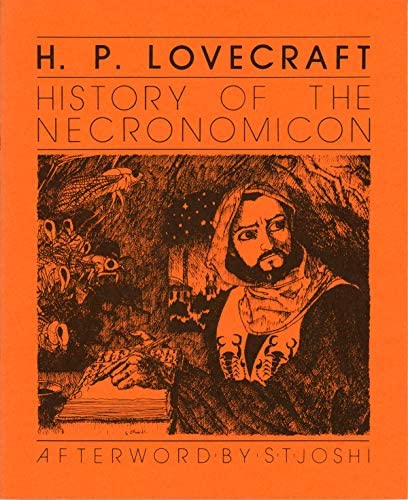 H. P. LOVECRAFT
HISTORY OF THE
NECRONOMICON
AFTERWORD·BY·S·T·JOSHI